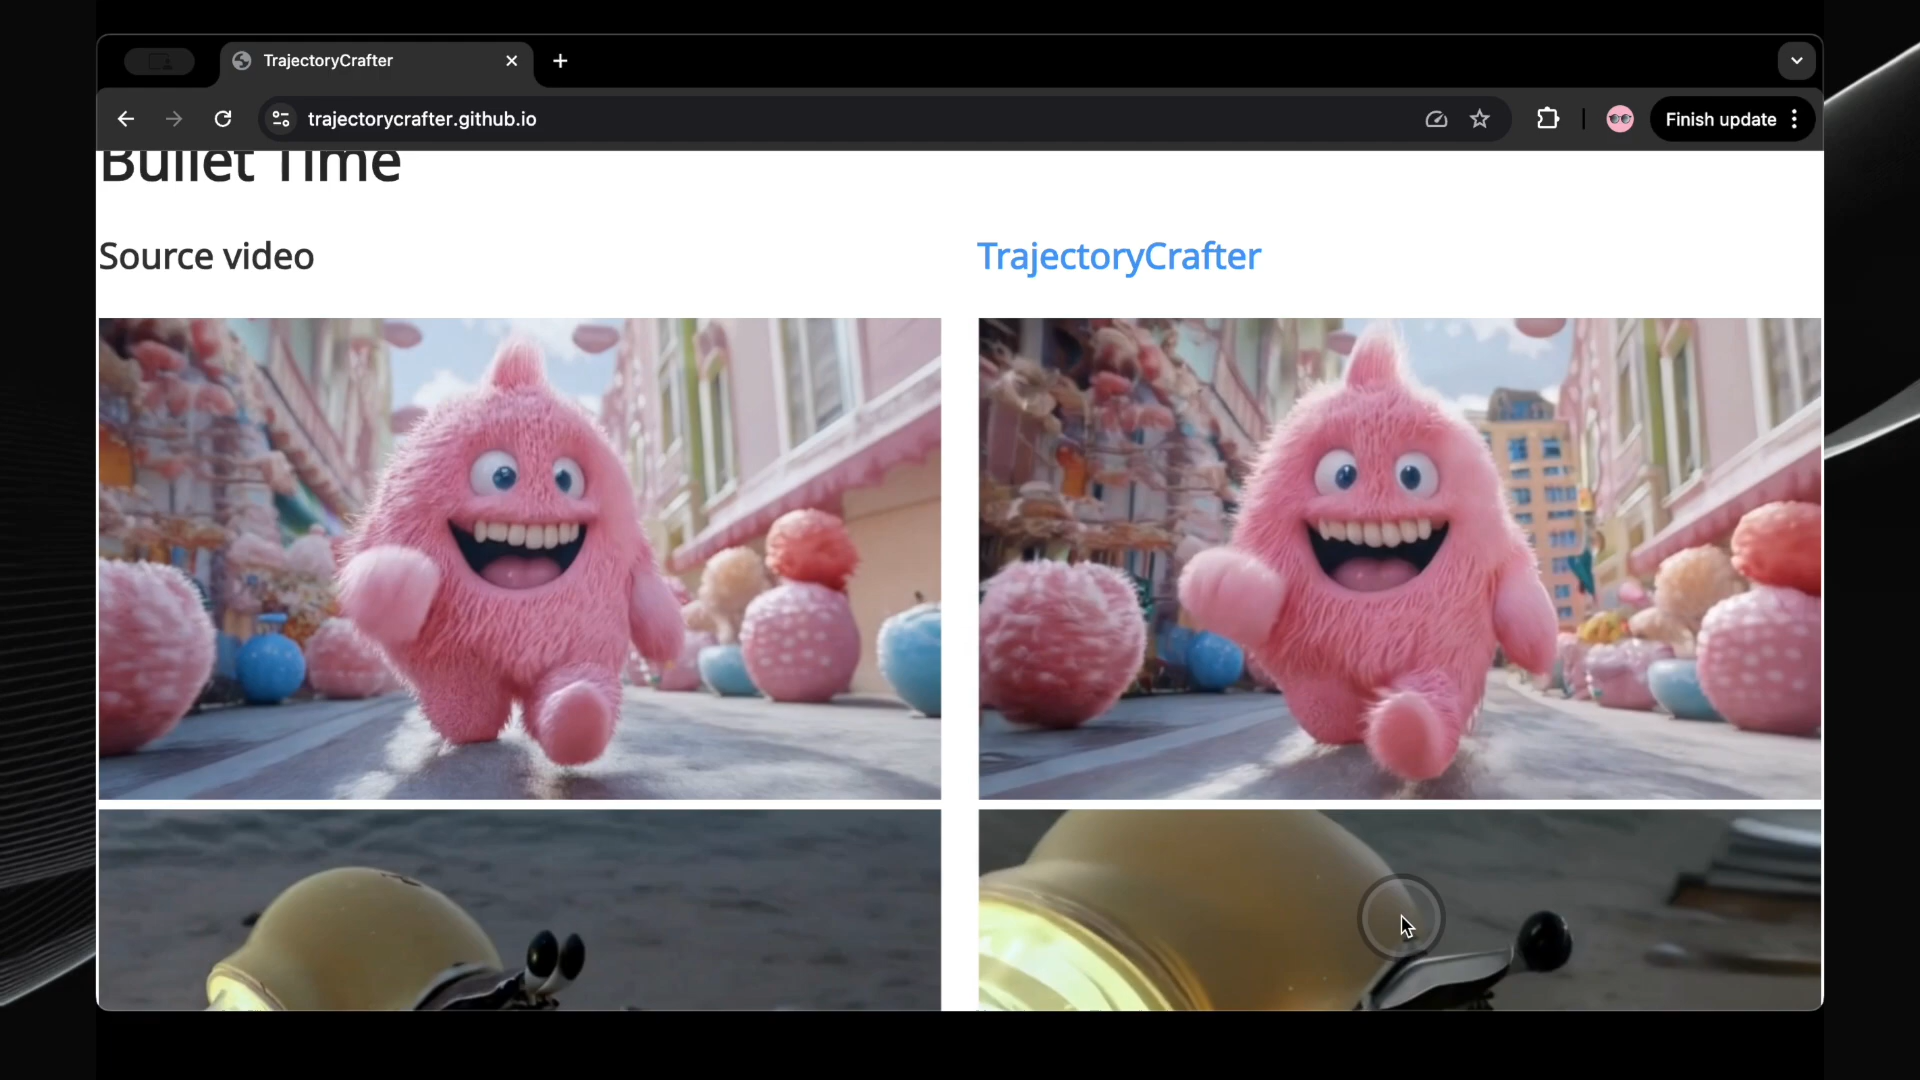 TrajectoryCrafter
trajectorycrafter.github.io
Finish update
Bullet Time
Source video
TrajectoryCrafter